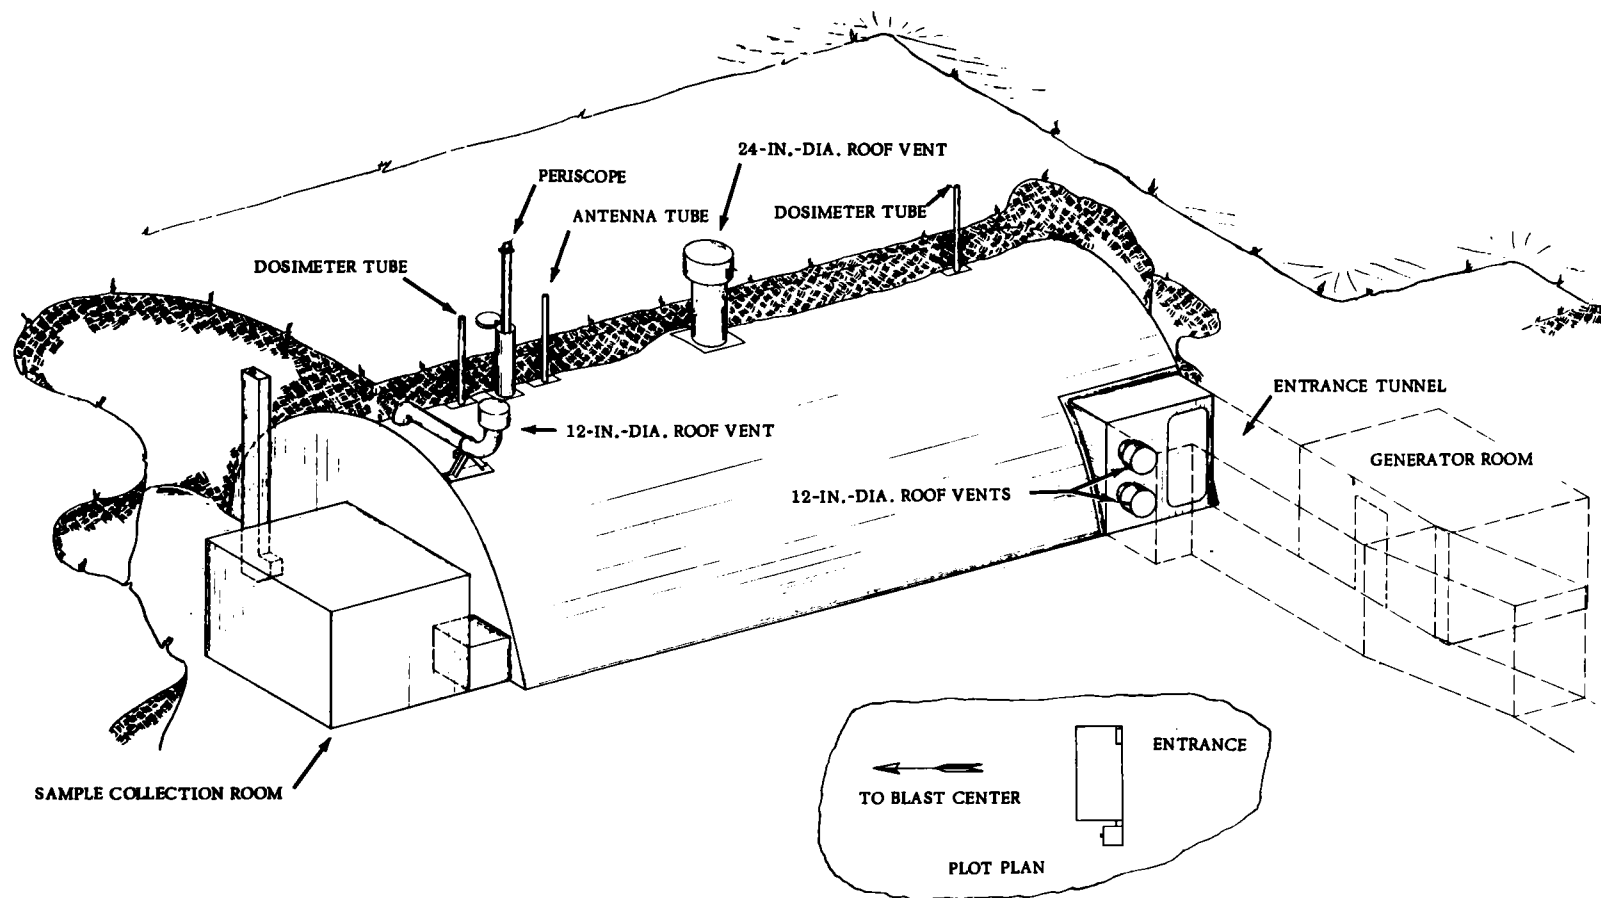 24-IN.-DIA. ROOF VENT
PERISCOPE
ANTENNA TUBE
DOSIMETER TUBE
DOSIMETER TUBE
ENTRANCE TUNNEL
12-IN.-DIA. ROOF VENT
GENERATOR ROOM
12-IN.-DIA. ROOF VENTS
ENTRANCE
SAMPLE COLLECTION ROOM
TO BLAST CENTER
PLOT PLAN